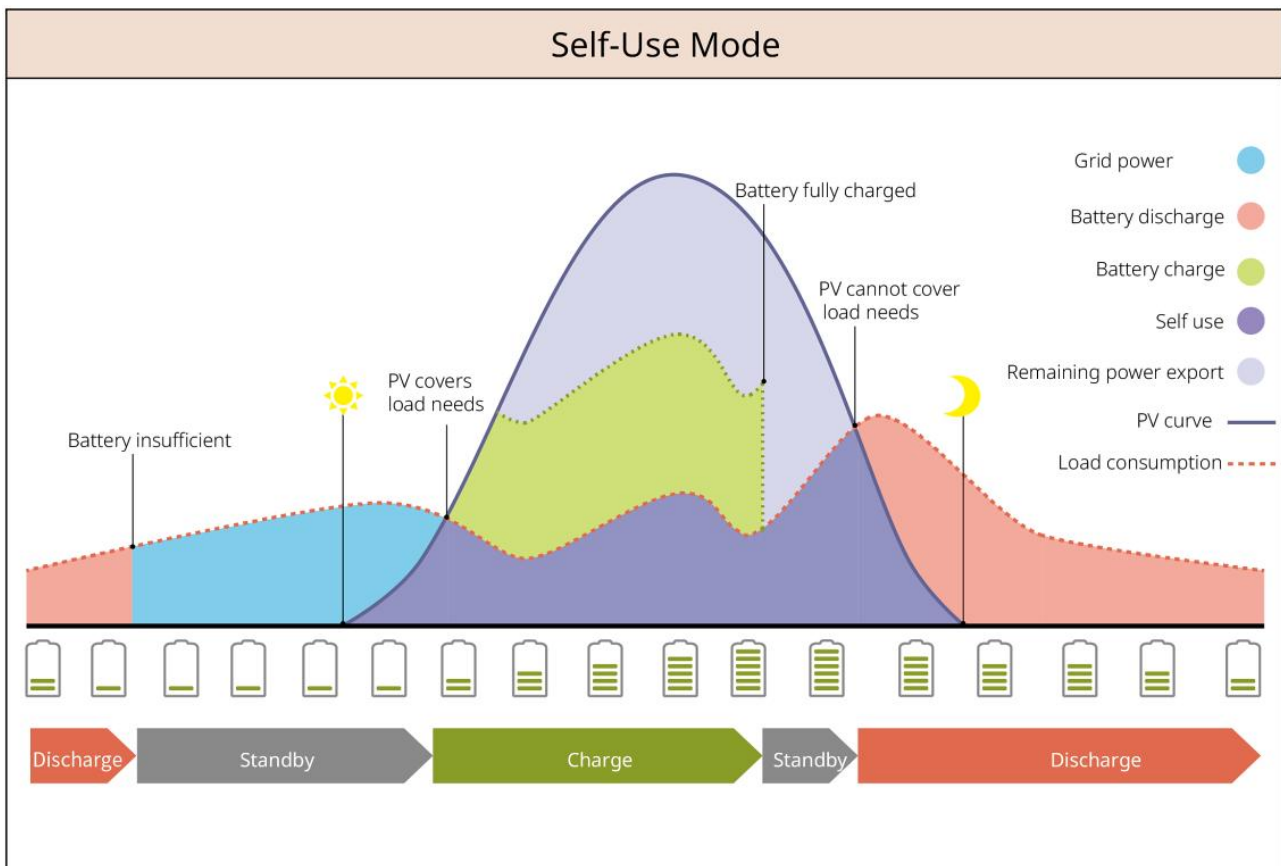 Self-Use Mode
Grid power
Battery discharge
Battery charge
Self use
Remaining power export
PV curve
Load consumption
Battery fully charged
PV cannot cover
load needs
PV covers
load needs
Battery insufficient
Discharge
Standby
Charge
Standby
Discharge